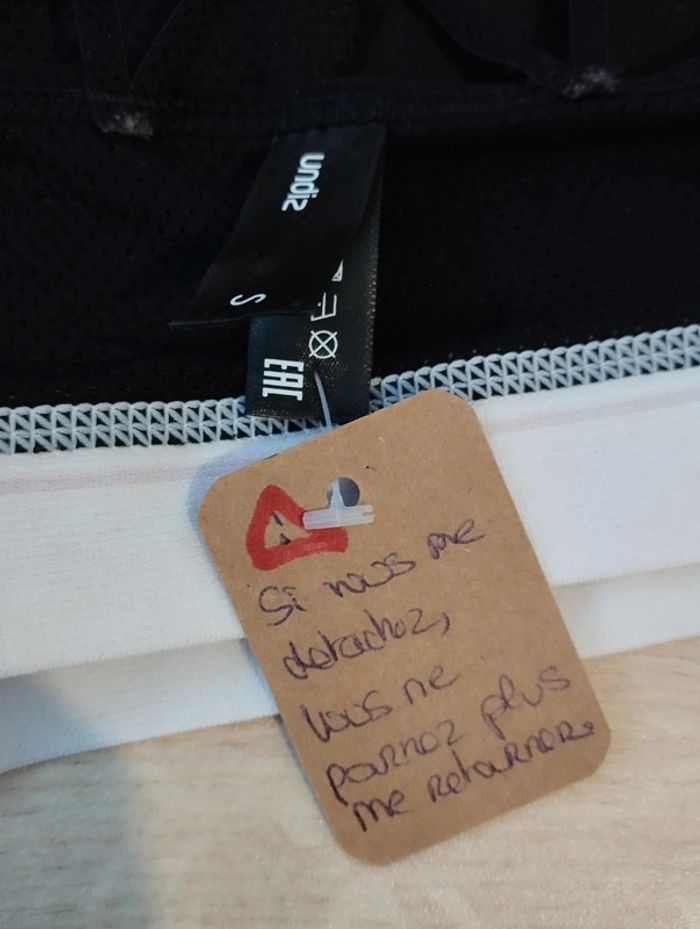 undiz
S
EAC
Si vous me
detachez,
vous ne
pourrez plus
me retourner.